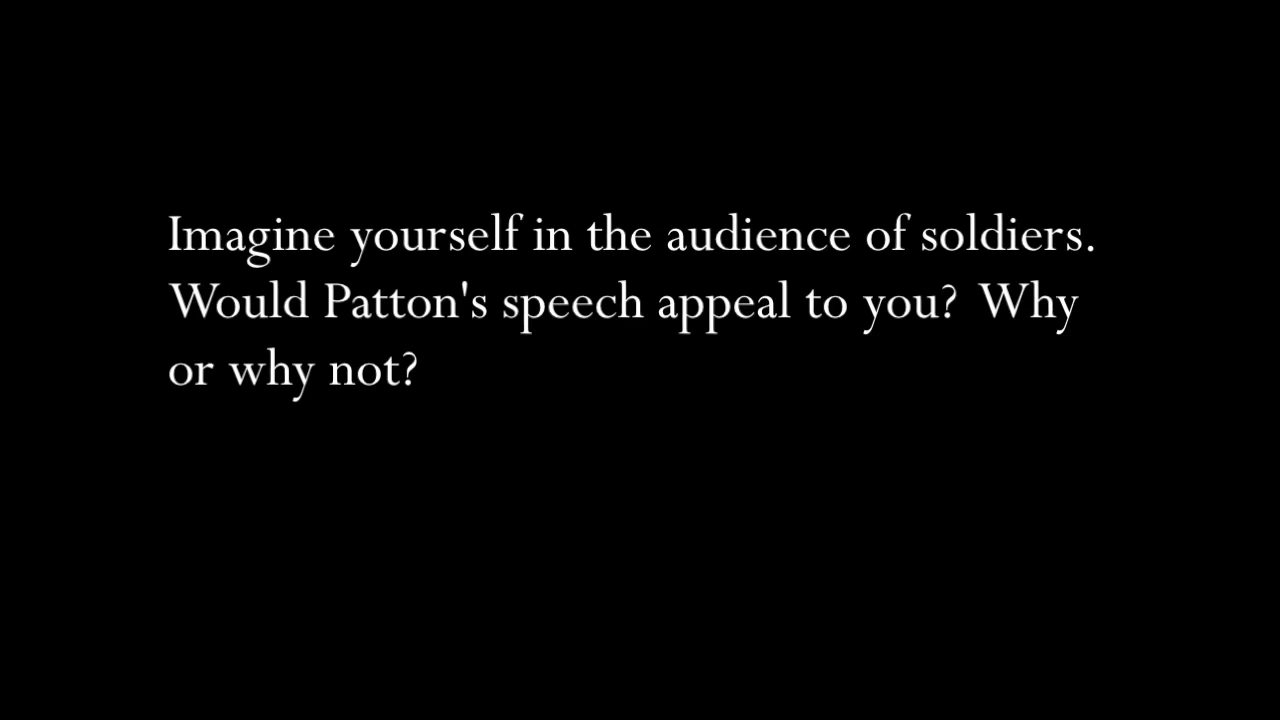 Imagine yourself in the audience of soldiers.
Would Patton's speech appeal to you?  Why
or why not?